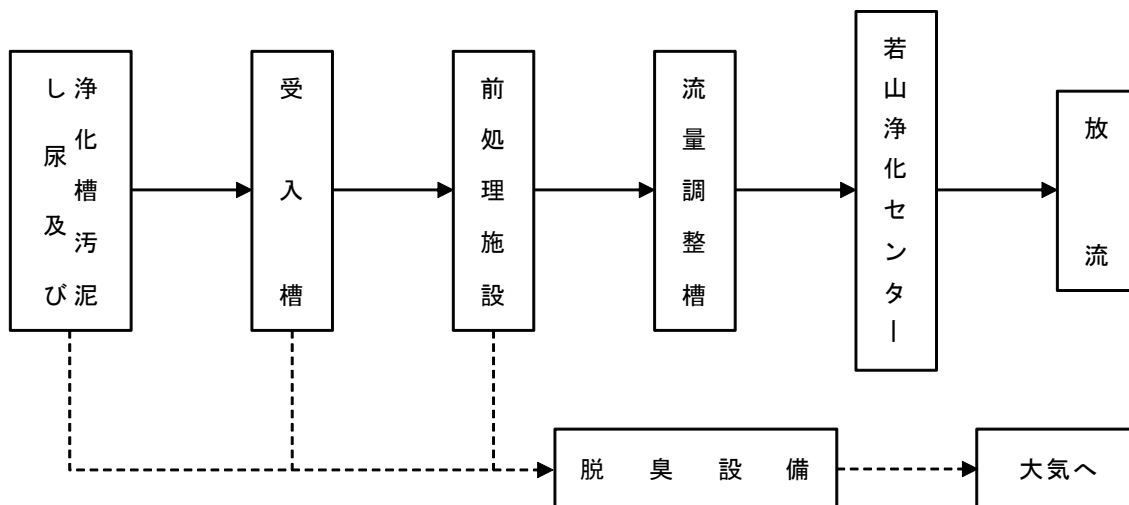 し尿及び
浄化槽汚泥
受入槽
前処理施設
流量調整槽
若山浄化センター
放流
脱臭設備
大気へ